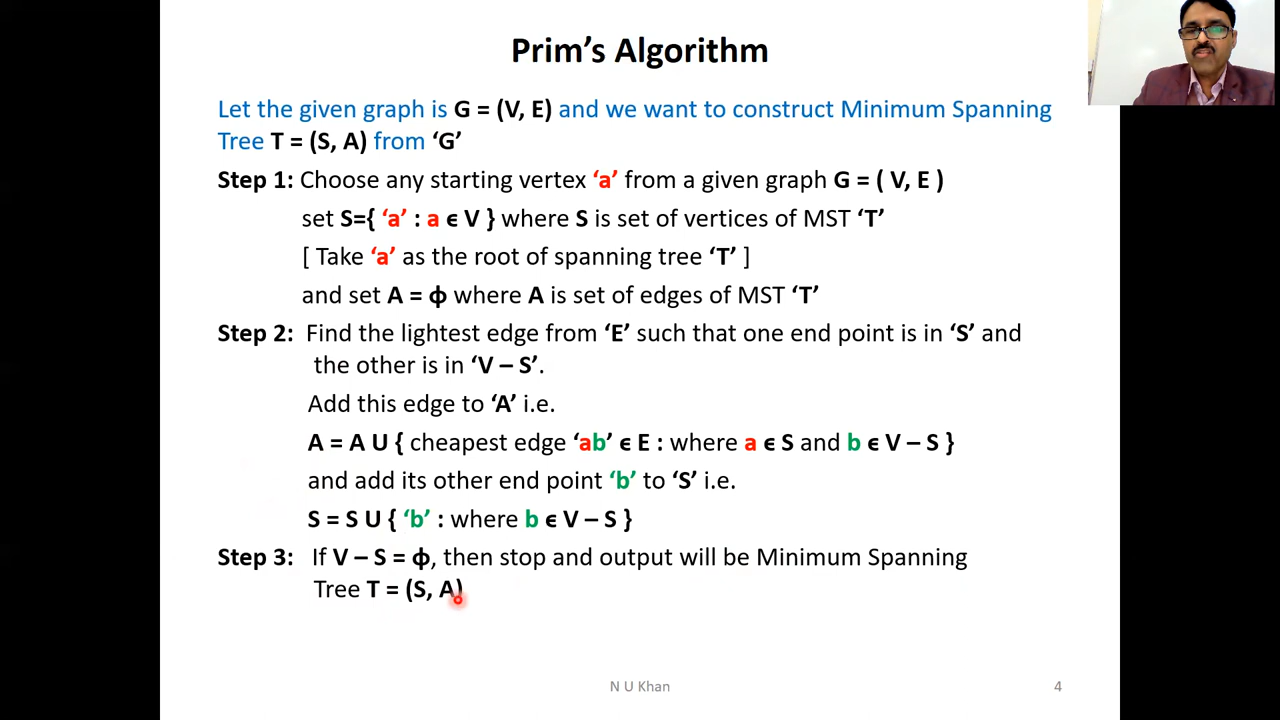 Prim’s Algorithm
Let the given graph is G = (V, E) and we want to construct Minimum Spanning
Tree T = (S, A) from ‘G’
Step 1: Choose any starting vertex ‘a’ from a given graph G = ( V, E )
set S={ ‘a’ : a ϵ V } where S is set of vertices of MST ‘T’
[ Take ‘a’ as the root of spanning tree ‘T’ ]
and set A = ϕ where A is set of edges of MST ‘T’
Step 2: Find the lightest edge from ‘E’ such that one end point is in ‘S’ and
the other is in ‘V – S’.
Add this edge to ‘A’ i.e.
A = A U { cheapest edge ‘ab’ ϵ E : where a ϵ S and b ϵ V – S }
and add its other end point ‘b’ to ‘S’ i.e.
S = S U { ‘b’ : where b ϵ V – S }
Step 3: If V – S = ϕ, then stop and output will be Minimum Spanning
Tree T = (S, A)
N U Khan
4